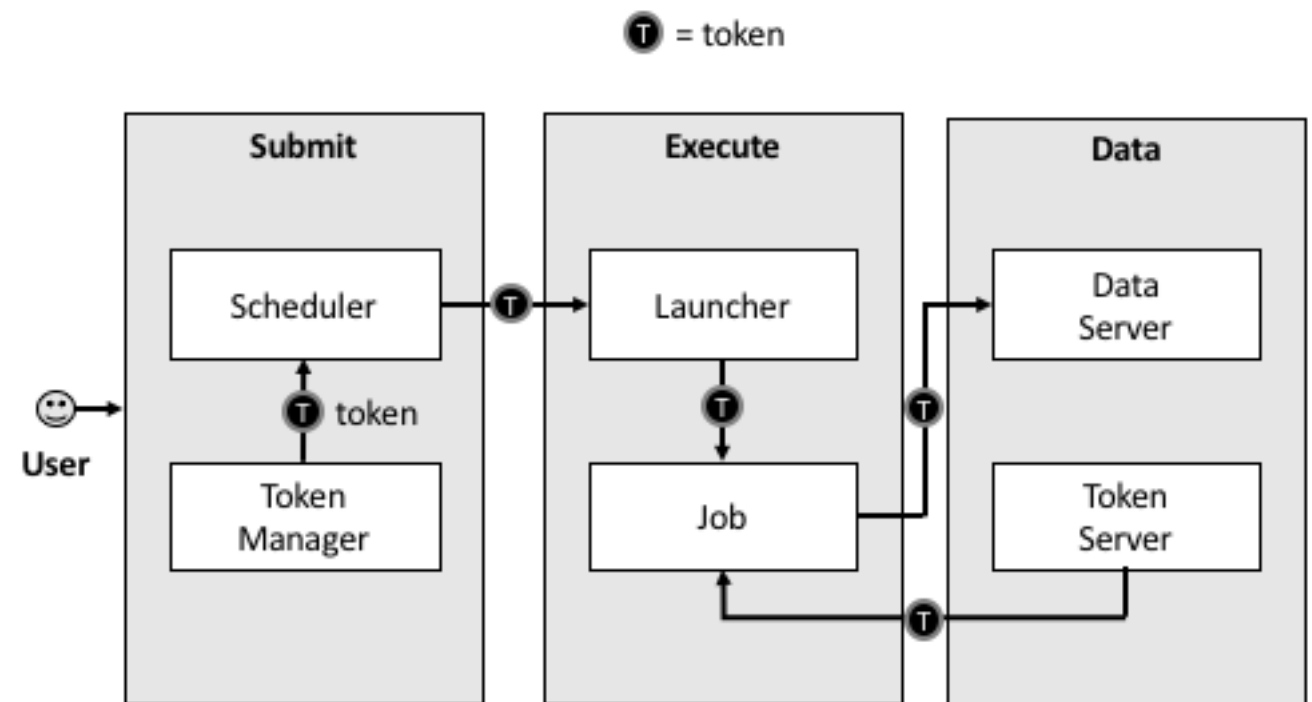 T = token
Submit
Execute
Data
Scheduler
T
Launcher
Data
Server
T token
T
T
User
Token
Manager
Job
Token
Server
T